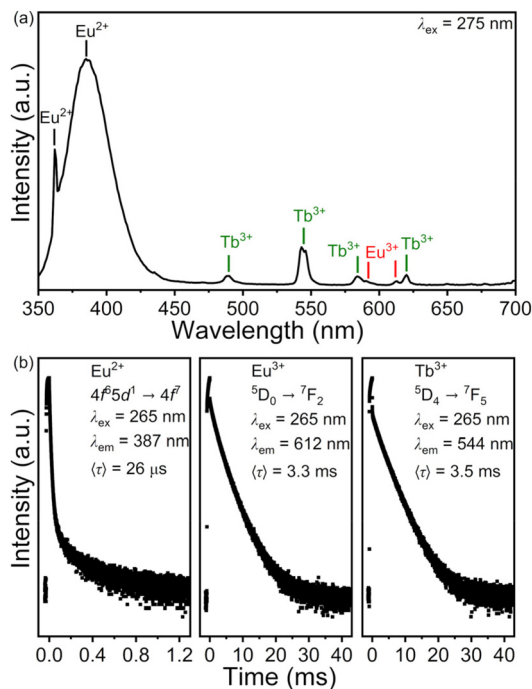 (a)
λex = 275 nm
Eu²⁺
Eu²⁺
Tb³⁺
Tb³⁺
Tb³⁺
Eu³⁺
Tb³⁺
Intensity (a.u.)
350 400 450 500 550 600 650 700
Wavelength (nm)
(b)
Eu²⁺
4f⁶5d¹ → 4f⁷
λex = 265 nm
λem = 387 nm
⟨τ⟩ = 26 μs
Eu³⁺
⁵D₀ → ⁷F₂
λex = 265 nm
λem = 612 nm
⟨τ⟩ = 3.3 ms
Tb³⁺
⁵D₄ → ⁷F₅
λex = 265 nm
λem = 544 nm
⟨τ⟩ = 3.5 ms
Intensity (a.u.)
0.0 0.4 0.8 1.2
0 10 20 30 40
0 10 20 30 40
Time (ms)